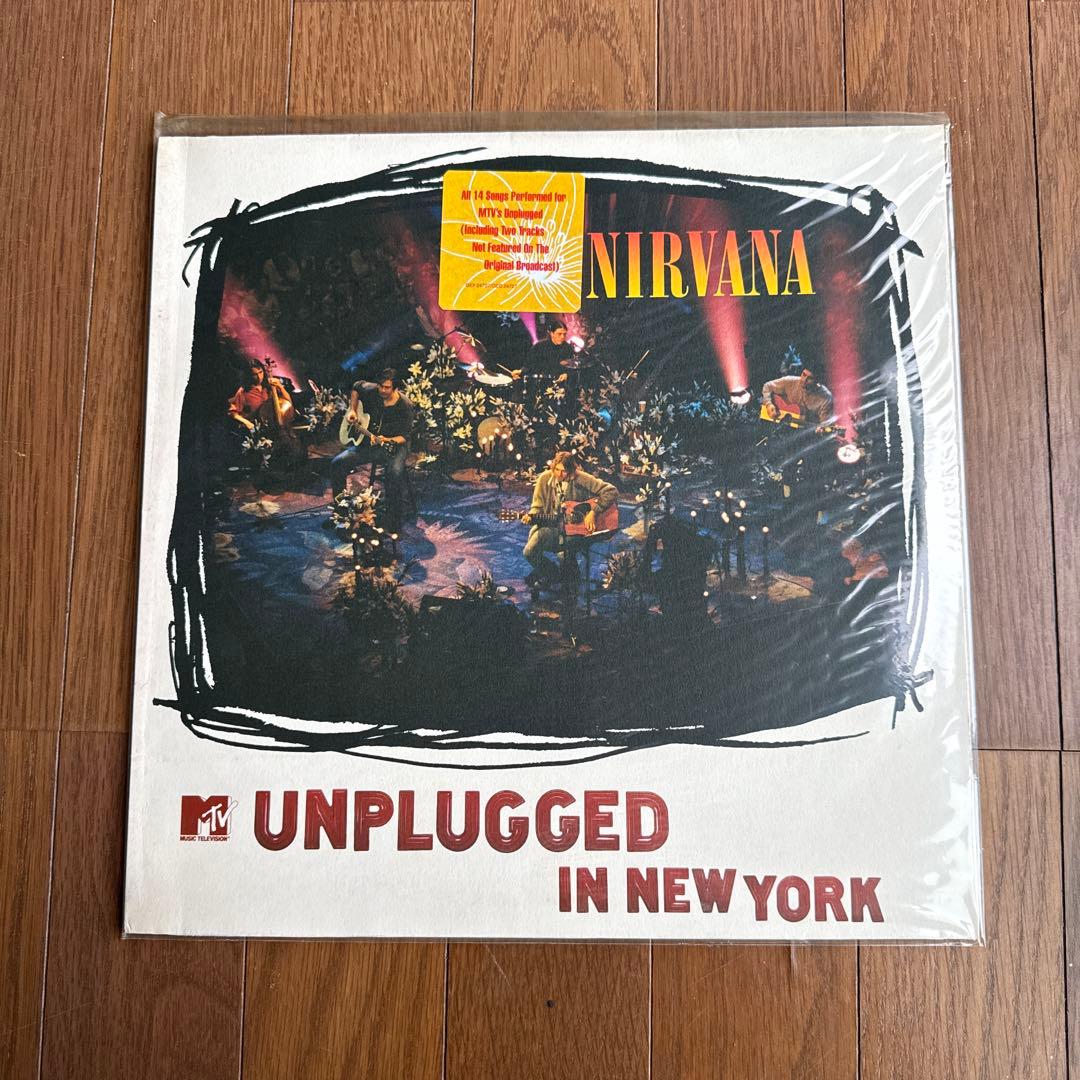 All 14 Songs Performed for
MTV's Unplugged
(Including Two Tracks
Not Featured On The
Original Broadcast)
NIRVANA
MTV
MUSIC TELEVISION
UNPLUGGED
IN NEW YORK